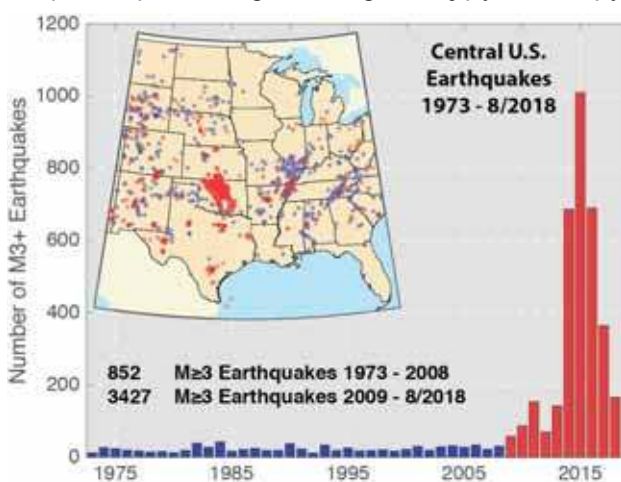 Central U.S.
Earthquakes
1973 - 8/2018
Number of M3+ Earthquakes
1200
1000
800
600
400
200
0
852 M≥3 Earthquakes 1973 - 2008
3427 M≥3 Earthquakes 2009 - 8/2018
1975 1985 1995 2005 2015